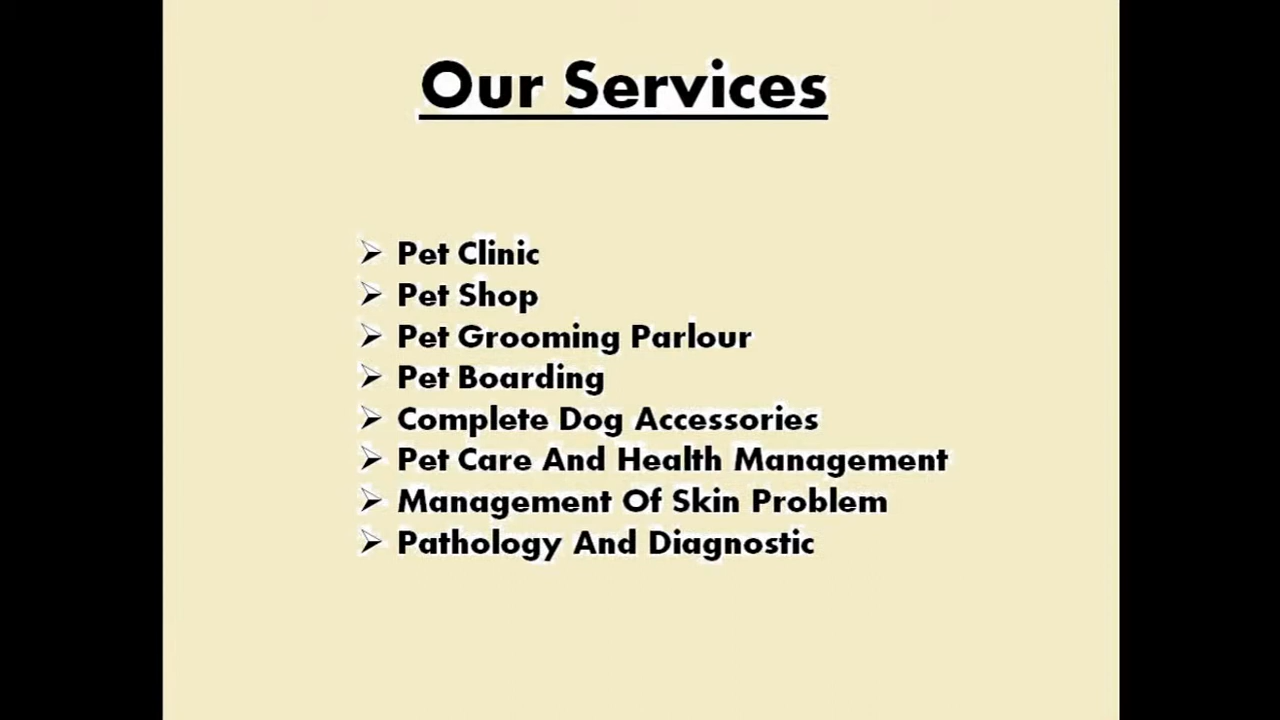 Our Services
➢ Pet Clinic
➢ Pet Shop
➢ Pet Grooming Parlour
➢ Pet Boarding
➢ Complete Dog Accessories
➢ Pet Care And Health Management
➢ Management Of Skin Problem
➢ Pathology And Diagnostic